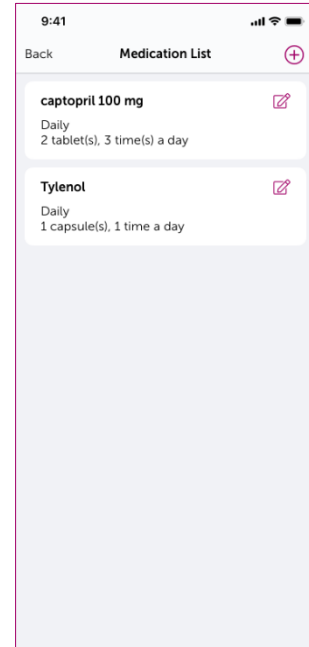 9:41
Back Medication List
captopril 100 mg
Daily
2 tablet(s), 3 time(s) a day
Tylenol
Daily
1 capsule(s), 1 time a day